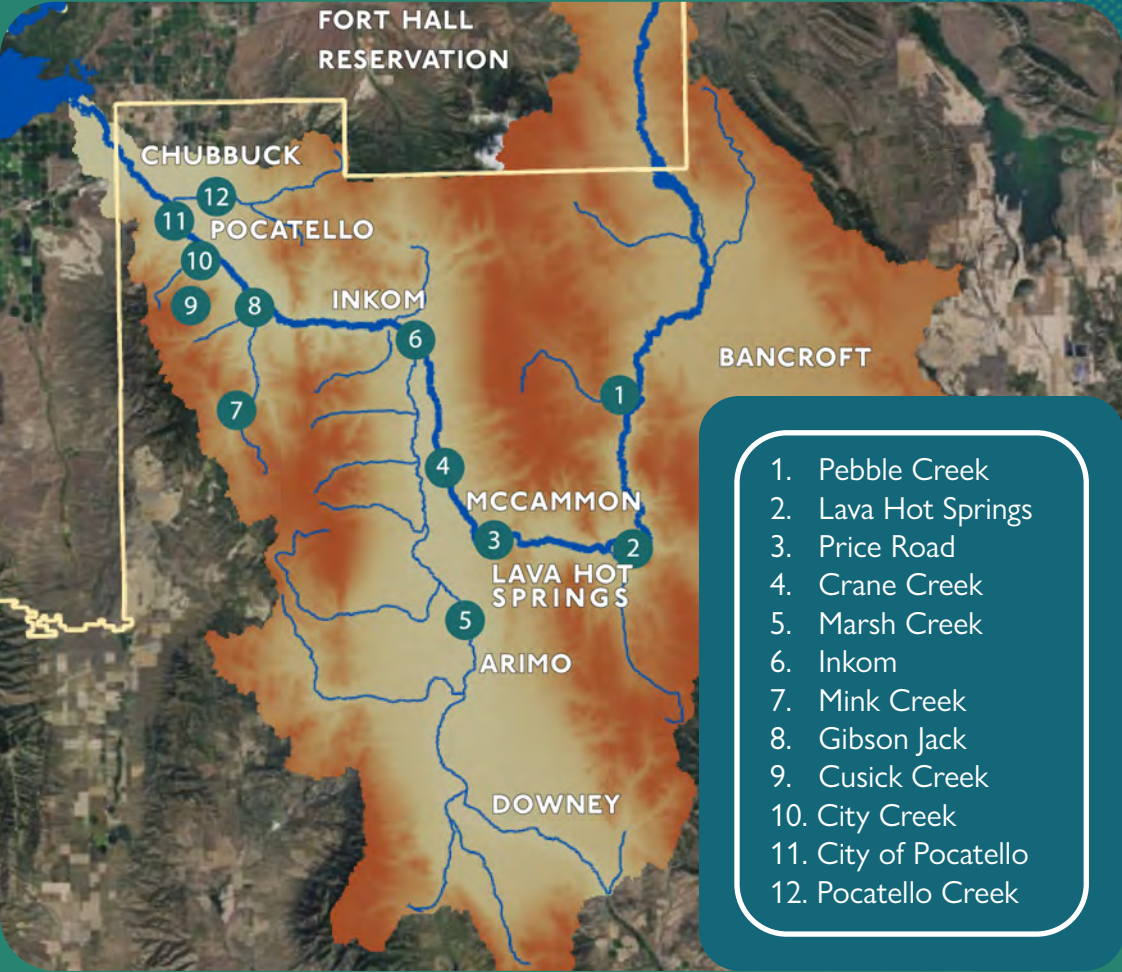 FORT HALL
RESERVATION
CHUBBUCK
12
11
POCATELLO
10
9
8
INKOM
6
BANCROFT
1
7
4
MCCAMMON
3
2
LAVA HOT
SPRINGS
5
ARIMO
DOWNEY
1. Pebble Creek
2. Lava Hot Springs
3. Price Road
4. Crane Creek
5. Marsh Creek
6. Inkom
7. Mink Creek
8. Gibson Jack
9. Cusick Creek
10. City Creek
11. City of Pocatello
12. Pocatello Creek